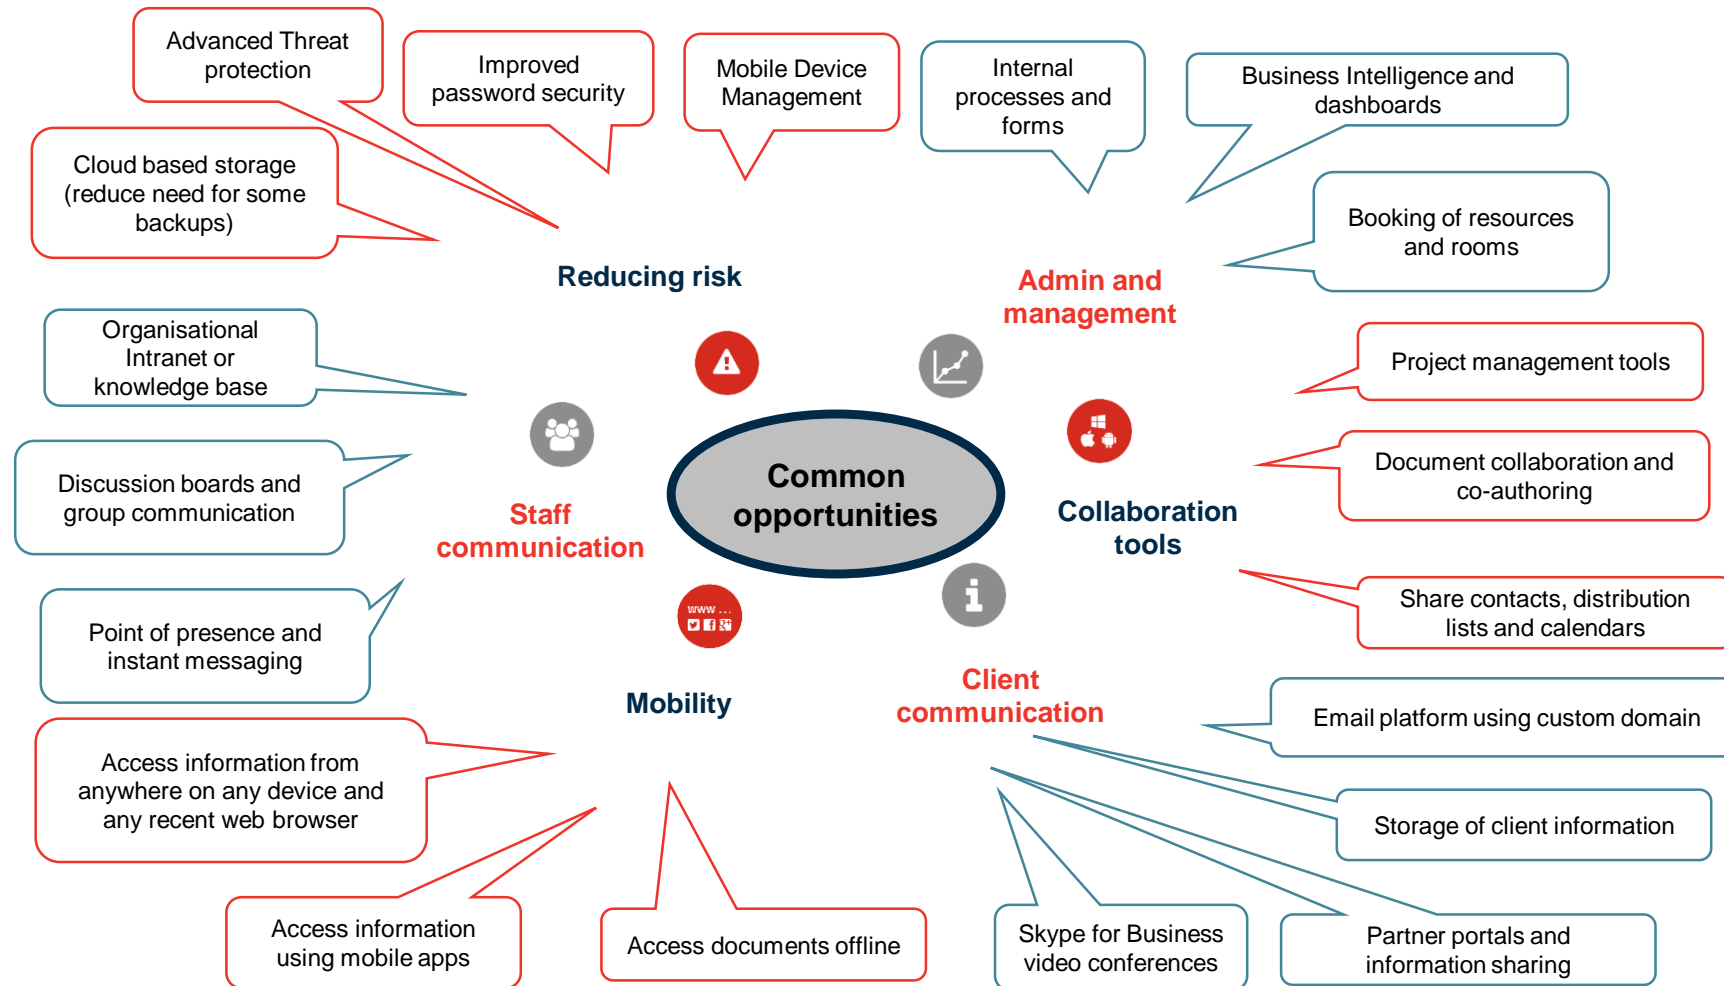 Advanced Threat
protection
Improved
password security
Mobile Device
Management
Internal
processes and
forms
Business Intelligence and
dashboards
Cloud based storage
(reduce need for some
backups)
Booking of resources
and rooms
Reducing risk
Admin and
management
Organisational
Intranet or
knowledge base
Project management tools
Discussion boards and
group communication
Staff
communication
Common
opportunities
Collaboration
tools
Document collaboration and
co-authoring
Point of presence and
instant messaging
www ...
Share contacts, distribution
lists and calendars
Mobility
Client
communication
Email platform using custom domain
Access information from
anywhere on any device and
any recent web browser
Storage of client information
Access information
using mobile apps
Access documents offline
Skype for Business
video conferences
Partner portals and
information sharing